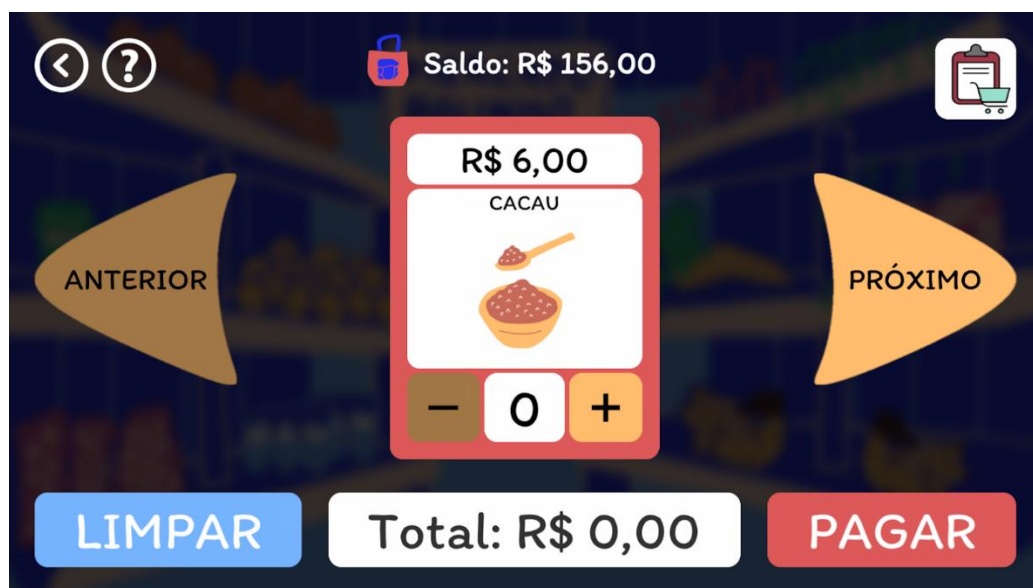 Saldo: R$ 156,00
R$ 6,00
CACAU
ANTERIOR
PRÓXIMO
− 0 +
LIMPAR
Total: R$ 0,00
PAGAR